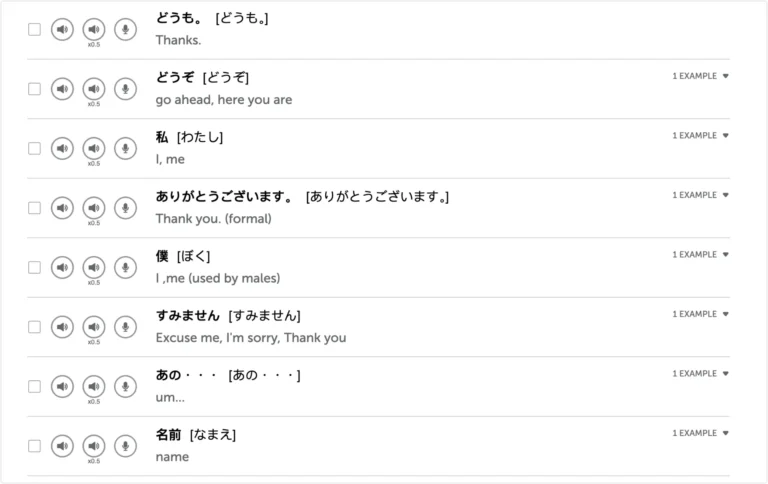 どうも。 [どうも。]
Thanks.
x0.5
どうぞ [どうぞ]
1 EXAMPLE
go ahead, here you are
x0.5
私 [わたし]
1 EXAMPLE
I, me
x0.5
ありがとうございます。 [ありがとうございます。]
1 EXAMPLE
Thank you. (formal)
x0.5
僕 [ぼく]
1 EXAMPLE
I ,me (used by males)
x0.5
すみません [すみません]
1 EXAMPLE
Excuse me, I'm sorry, Thank you
x0.5
あの・・・ [あの・・・]
1 EXAMPLE
um...
x0.5
名前 [なまえ]
1 EXAMPLE
name
x0.5